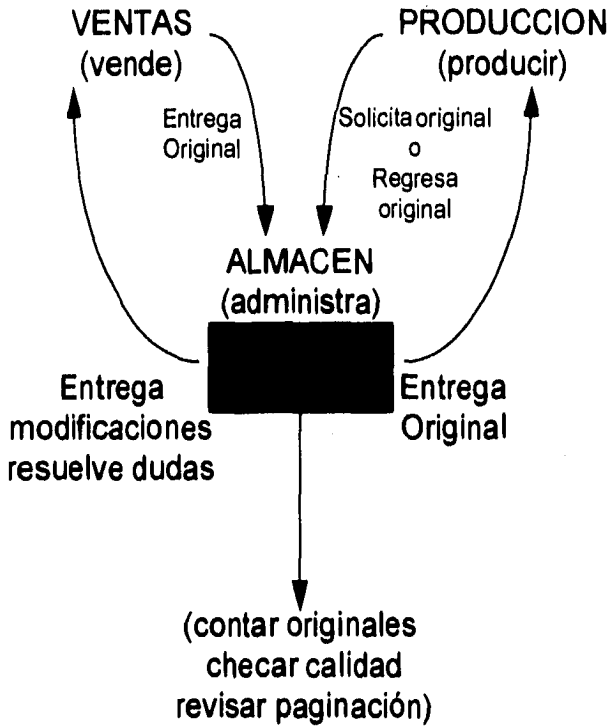 VENTAS
(vende)
PRODUCCION
(producir)
Entrega
Original
Solicita original
o
Regresa
original
ALMACEN
(administra)
Entrega
modificaciones
resuelve dudas
Entrega
Original
(contar originales
checar calidad
revisar paginación)